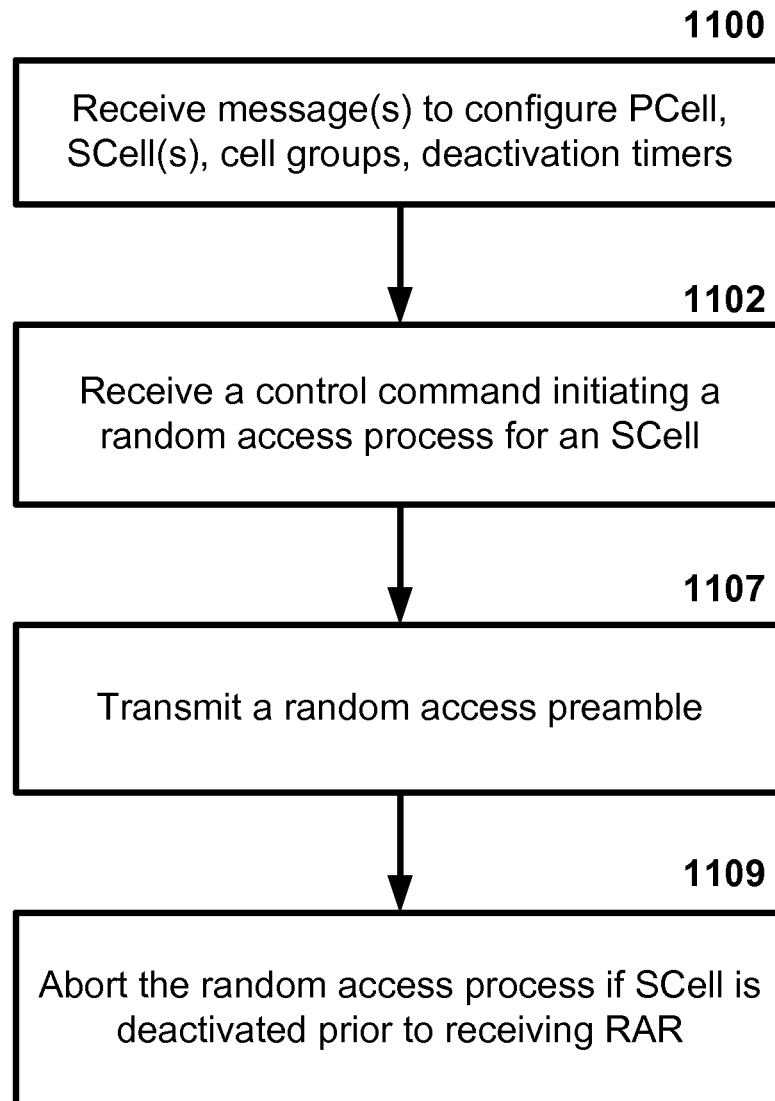 1100
Receive message(s) to configure PCell,
SCell(s), cell groups, deactivation timers
1102
Receive a control command initiating a
random access process for an SCell
1107
Transmit a random access preamble
1109
Abort the random access process if SCell is
deactivated prior to receiving RAR